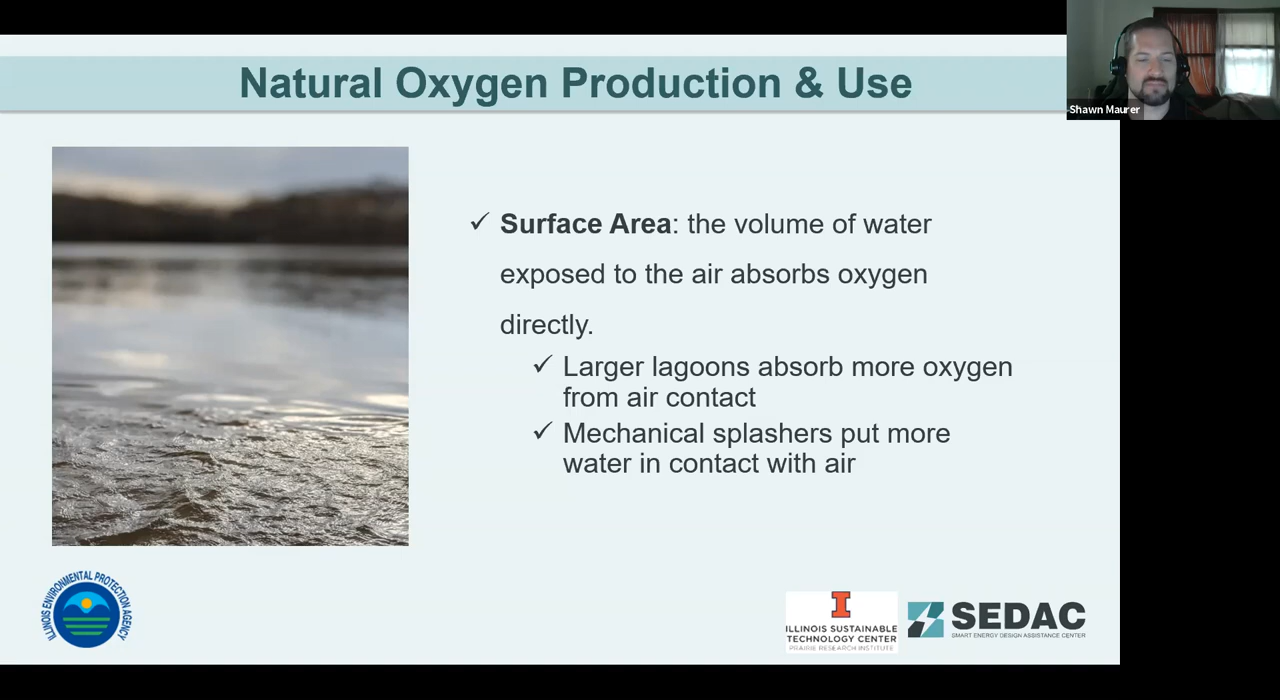 Natural Oxygen Production & Use
Shawn Maurer
✓ Surface Area: the volume of water
exposed to the air absorbs oxygen
directly.
✓ Larger lagoons absorb more oxygen
from air contact
✓ Mechanical splashers put more
water in contact with air
ILLINOIS ENVIRONMENTAL PROTECTION AGENCY
I
ILLINOIS SUSTAINABLE
TECHNOLOGY CENTER
PRAIRIE RESEARCH INSTITUTE
SEDAC
SMART ENERGY DESIGN ASSISTANCE CENTER